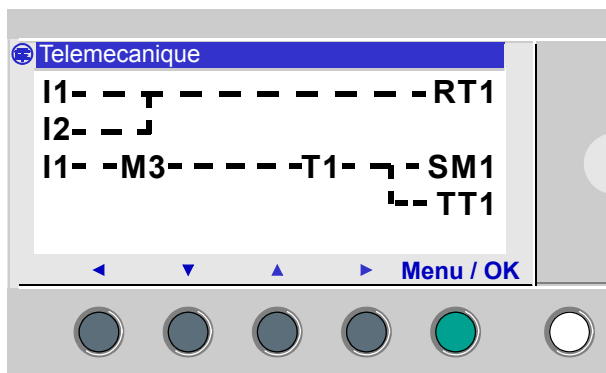 Telemecanique
I1- - - - - - - - - -RT1
I2- - -
I1- -M3- - - - -T1- - -SM1
-- TT1
Menu / OK